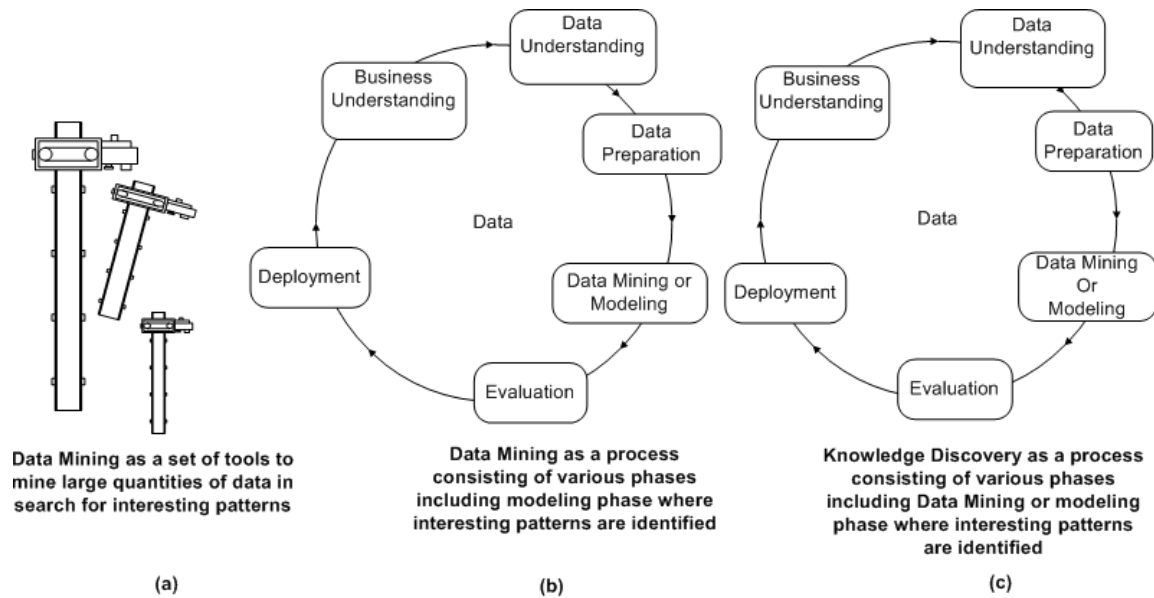 Data
Understanding
Business
Understanding
Data
Preparation
Data
Deployment
Data Mining or
Modeling
Evaluation
Data
Understanding
Business
Understanding
Data
Preparation
Data
Deployment
Data Mining
Or
Modeling
Evaluation
Data Mining as a set of tools to
mine large quantities of data in
search for interesting patterns
(a)
Data Mining as a process
consisting of various phases
including modeling phase where
interesting patterns are identified
(b)
Knowledge Discovery as a process
consisting of various phases
including Data Mining or modeling
phase where interesting patterns
are identified
(c)